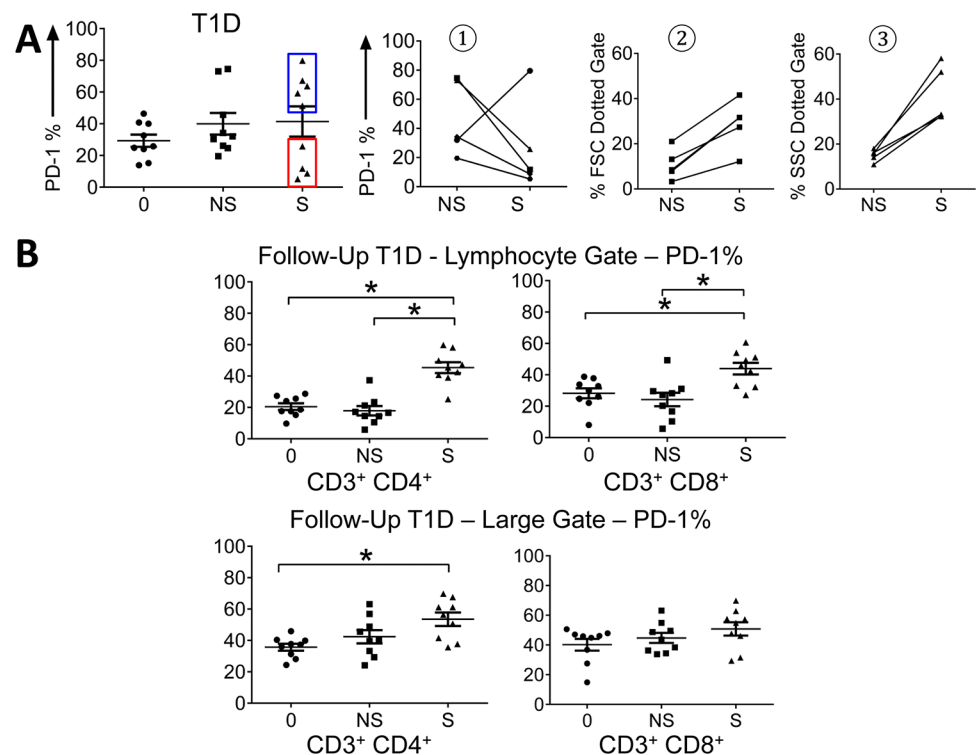 A
T1D
PD-1 %
100
80
60
40
20
0
0 NS S
①
PD-1 %
100
80
60
40
20
0
NS S
②
% FSC Dotted Gate
60
40
20
0
NS S
③
% SSC Dotted Gate
60
40
20
0
NS S
B
Follow-Up T1D - Lymphocyte Gate – PD-1%
100
80
60
40
20
0
* *
0 NS S
CD3⁺ CD4⁺
100
80
60
40
20
0
* *
0 NS S
CD3⁺ CD8⁺
Follow-Up T1D – Large Gate – PD-1%
100
80
60
40
20
0
*
0 NS S
CD3⁺ CD4⁺
100
80
60
40
20
0
0 NS S
CD3⁺ CD8⁺